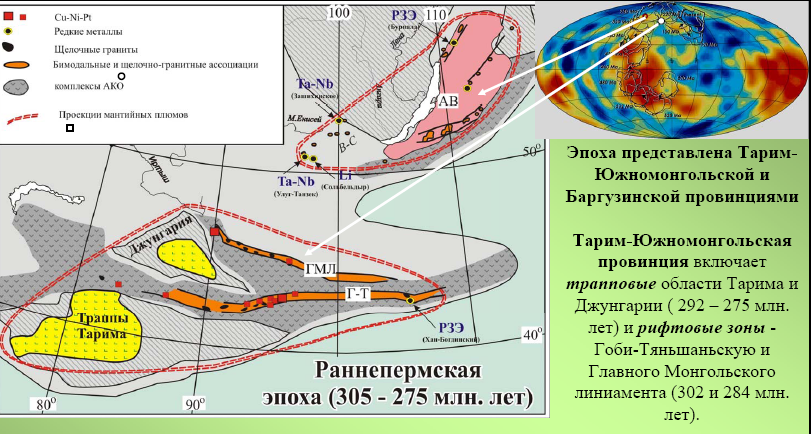 Cu-Ni-Pt
Редкие металлы
Щелочные граниты
Бимодальные и щелочно-гранитные ассоциации
комплексы АКО
Проекции мантийных плюмов
100
110
РЗЭ
(Бурпала)
Лена
Ta-Nb
(Зашихинское)
М.Енисей
В-С
АВ
Ta-Nb
(Улуг-Танзек)
Li
50°
Иртыш
Джунгария
ГМЛ
Г-Т
Траппы
Тарима
РЗЭ
40°
Раннепермская
эпоха (305 - 275 млн. лет)
80°
90°
Эпоха представлена Тарим-
Южномонгольской и
Баргузинской провинциями
Тарим-Южномонгольская
провинция включает
трапповые области Тарима и
Джунгарии ( 292 – 275 млн.
лет) и рифтовые зоны -
Гоби-Тяньшаньскую и
Главного Монгольского
линиамента (302 и 284 млн.
лет).